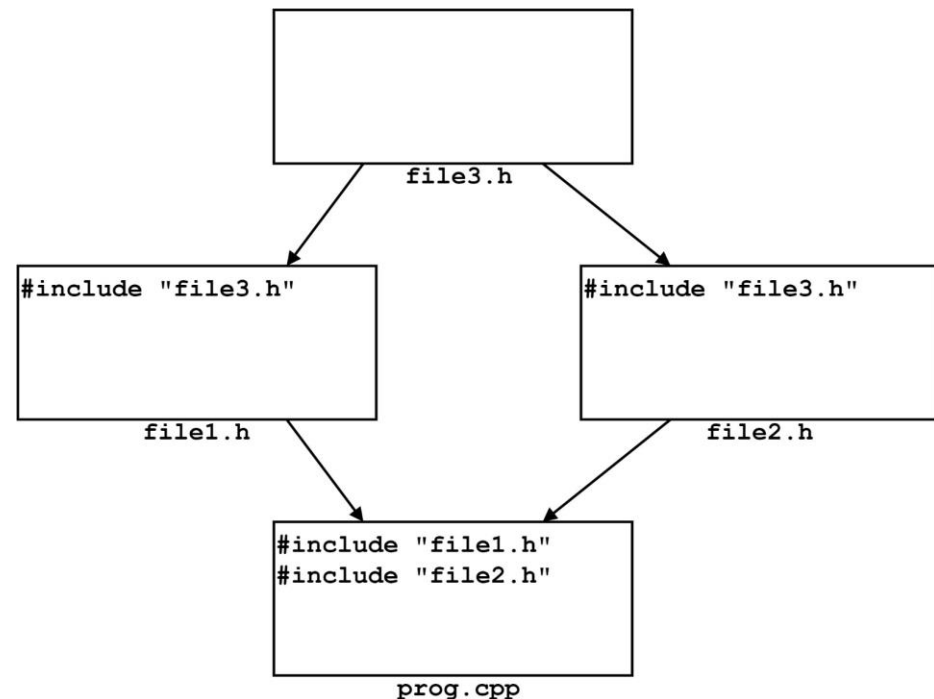 file3.h
#include "file3.h"
file1.h
#include "file3.h"
file2.h
#include "file1.h"
#include "file2.h"
prog.cpp